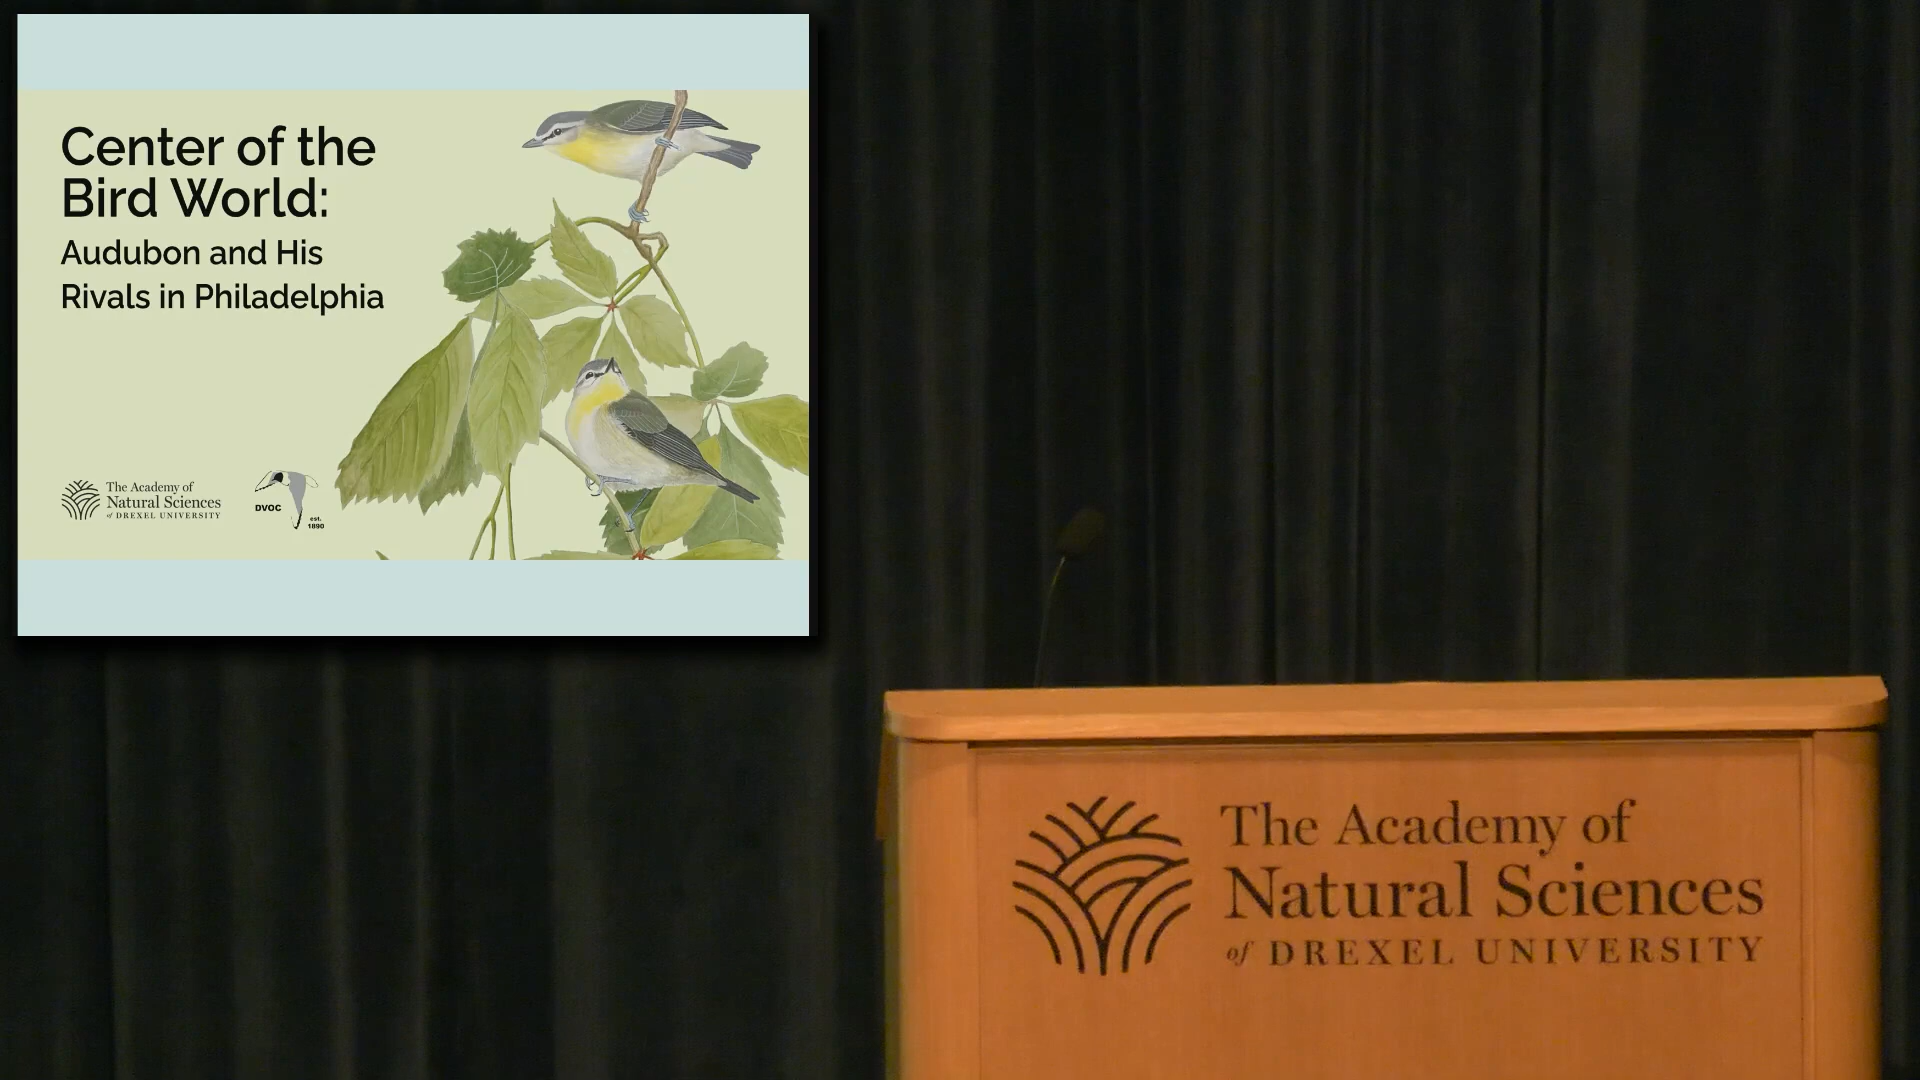 Center of the
Bird World:
Audubon and His
Rivals in Philadelphia
The Academy of
Natural Sciences
of DREXEL UNIVERSITY
DVOC
est.
1890
The Academy of
Natural Sciences
of DREXEL UNIVERSITY